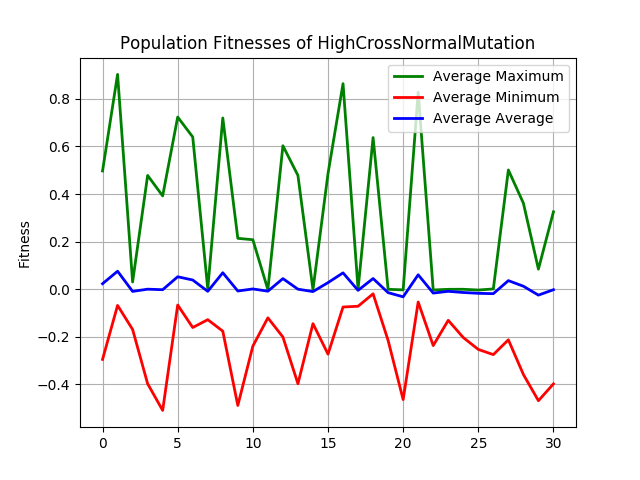 Population Fitnesses of HighCrossNormalMutation
Average Maximum
Average Minimum
Average Average
Fitness
0.8
0.6
0.4
0.2
0.0
−0.2
−0.4
0 5 10 15 20 25 30